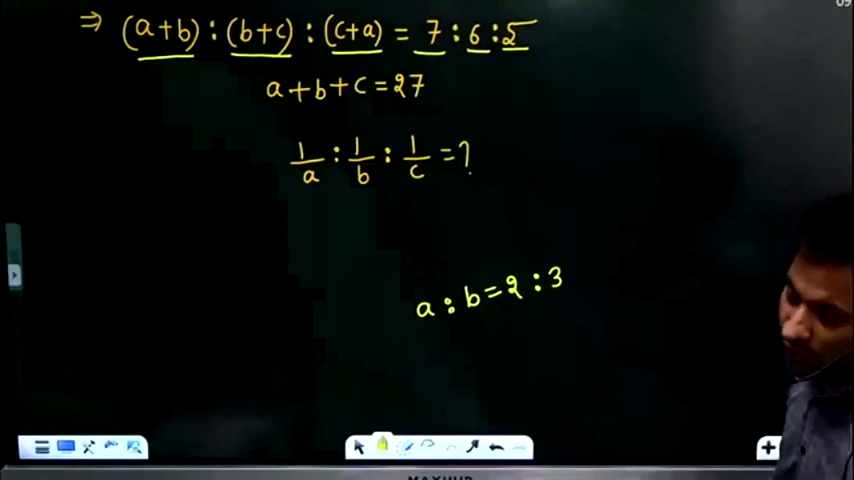 ⇒ (a+b) : (b+c) : (c+a) = 7 : 6 : 5
a+b+c=27
1/a : 1/b : 1/c = ?
a : b = 2 : 3